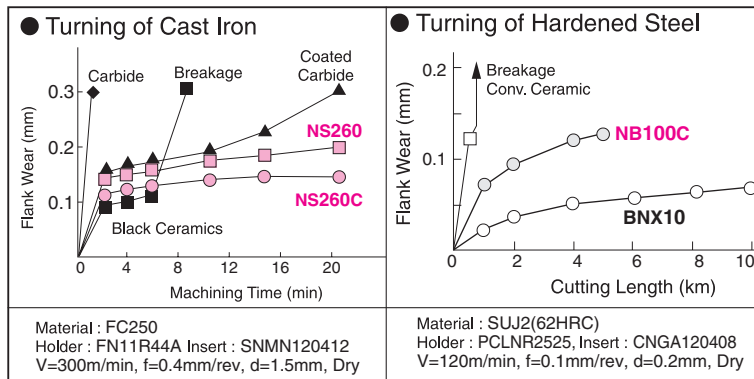 ● Turning of Cast Iron
Carbide
Breakage
Coated
Carbide
0.3
NS260
0.2
NS260C
0.1
Black Ceramics
Flank Wear (mm)
0 4 8 12 16 20
Machining Time (min)
Material : FC250
Holder : FN11R44A Insert : SNMN120412
V=300m/min, f=0.4mm/rev, d=1.5mm, Dry
● Turning of Hardened Steel
0.2
Breakage
Conv. Ceramic
NB100C
0.1
BNX10
Flank Wear (mm)
0 2 4 6 8 10
Cutting Length (km)
Material : SUJ2(62HRC)
Holder : PCLNR2525, Insert : CNGA120408
V=120m/min, f=0.1mm/rev, d=0.2mm, Dry